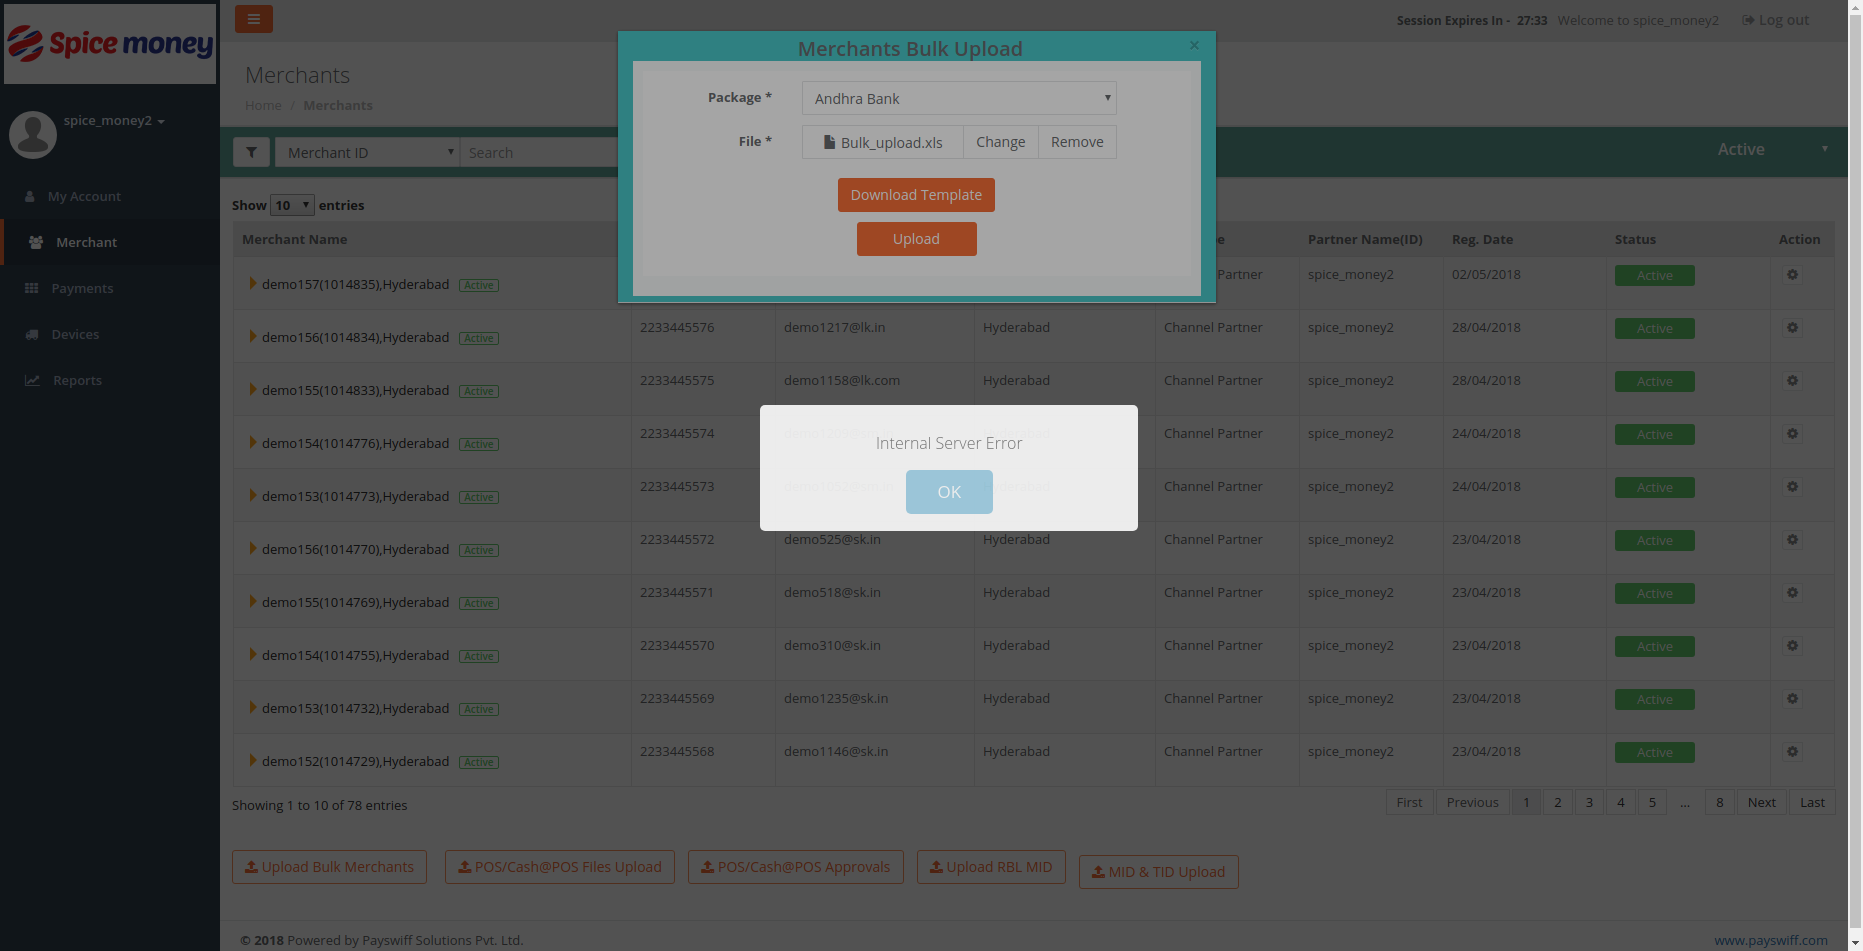 Spice money
Session Expires In - 27:33 Welcome to spice_money2 Log out
Merchants Bulk Upload ×
Merchants
Home / Merchants
Package * Andhra Bank
File * Bulk_upload.xls Change Remove
Download Template
Upload
spice_money2
My Account
Merchant
Payments
Devices
Reports
Merchant ID Search Active
Show 10 entries
Merchant Name Partner Name(ID) Reg. Date Status Action
demo157(1014835),Hyderabad Active Partner spice_money2 02/05/2018 Active
demo156(1014834),Hyderabad Active 2233445576 demo1217@lk.in Hyderabad Channel Partner spice_money2 28/04/2018 Active
demo155(1014833),Hyderabad Active 2233445575 demo1158@lk.com Hyderabad Channel Partner spice_money2 28/04/2018 Active
demo154(1014776),Hyderabad Active 2233445574 Channel Partner spice_money2 24/04/2018 Active
demo153(1014773),Hyderabad Active 2233445573 Channel Partner spice_money2 24/04/2018 Active
Internal Server Error
OK
demo156(1014770),Hyderabad Active 2233445572 demo525@sk.in Hyderabad Channel Partner spice_money2 23/04/2018 Active
demo155(1014769),Hyderabad Active 2233445571 demo518@sk.in Hyderabad Channel Partner spice_money2 23/04/2018 Active
demo154(1014755),Hyderabad Active 2233445570 demo310@sk.in Hyderabad Channel Partner spice_money2 23/04/2018 Active
demo153(1014732),Hyderabad Active 2233445569 demo1235@sk.in Hyderabad Channel Partner spice_money2 23/04/2018 Active
demo152(1014729),Hyderabad Active 2233445568 demo1146@sk.in Hyderabad Channel Partner spice_money2 23/04/2018 Active
Showing 1 to 10 of 78 entries First Previous 1 2 3 4 5 ... 8 Next Last
Upload Bulk Merchants POS/Cash@POS Files Upload POS/Cash@POS Approvals Upload RBL MID MID & TID Upload
© 2018 Powered by Payswiff Solutions Pvt. Ltd. www.payswiff.com